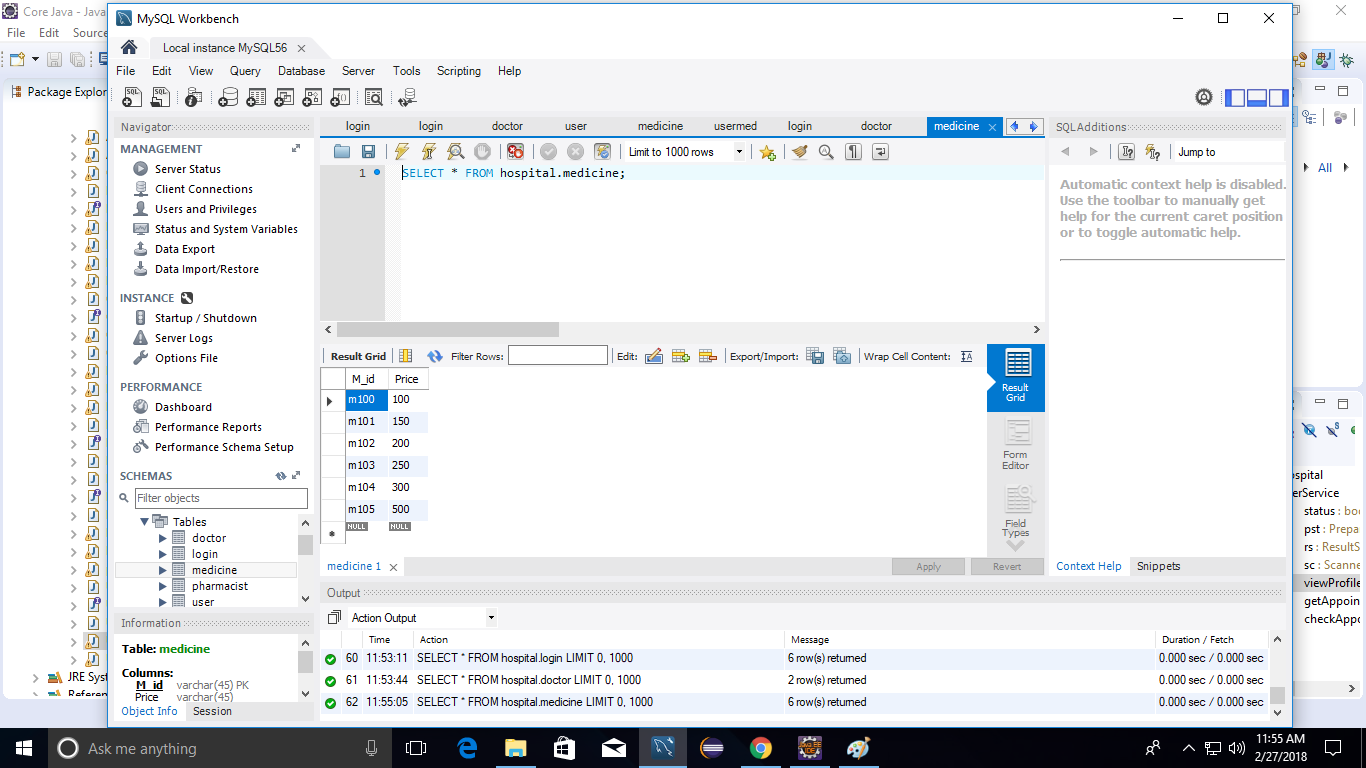 Core Java - Java
MySQL Workbench
File Edit Source
Local instance MySQL56
File Edit View Query Database Server Tools Scripting Help
Package Explor
Navigator
MANAGEMENT
Server Status
Client Connections
Users and Privileges
Status and System Variables
Data Export
Data Import/Restore
INSTANCE
Startup / Shutdown
Server Logs
Options File
PERFORMANCE
Dashboard
Performance Reports
Performance Schema Setup
SCHEMAS
Filter objects
Tables
doctor
login
medicine
pharmacist
user
Information
Table: medicine
Columns:
M_id varchar(45) PK
Price varchar(45)
Object Info Session
JRE Syst
login login doctor user medicine usermed login doctor medicine
Limit to 1000 rows
1 SELECT * FROM hospital.medicine;
Result Grid Filter Rows: Edit: Export/Import: Wrap Cell Content:
M_id Price
m100 100
m101 150
m102 200
m103 250
m104 300
m105 500
NULL NULL
Result Grid
Form Editor
Field Types
medicine 1 Apply Revert
Output
Action Output
Time Action Message Duration / Fetch
60 11:53:11 SELECT * FROM hospital.login LIMIT 0, 1000 6 row(s) returned 0.000 sec / 0.000 sec
61 11:53:44 SELECT * FROM hospital.doctor LIMIT 0, 1000 2 row(s) returned 0.000 sec / 0.000 sec
62 11:55:05 SELECT * FROM hospital.medicine LIMIT 0, 1000 6 row(s) returned 0.000 sec / 0.000 sec
SQLAdditions
Jump to
Automatic context help is disabled.
Use the toolbar to manually get
help for the current caret position
or to toggle automatic help.
Context Help Snippets
All
spital
erService
status : boo
pst : Prepa
rs : ResultS
sc : Scanne
viewProfile
getAppoin
checkAppo
Ask me anything
11:55 AM
2/27/2018